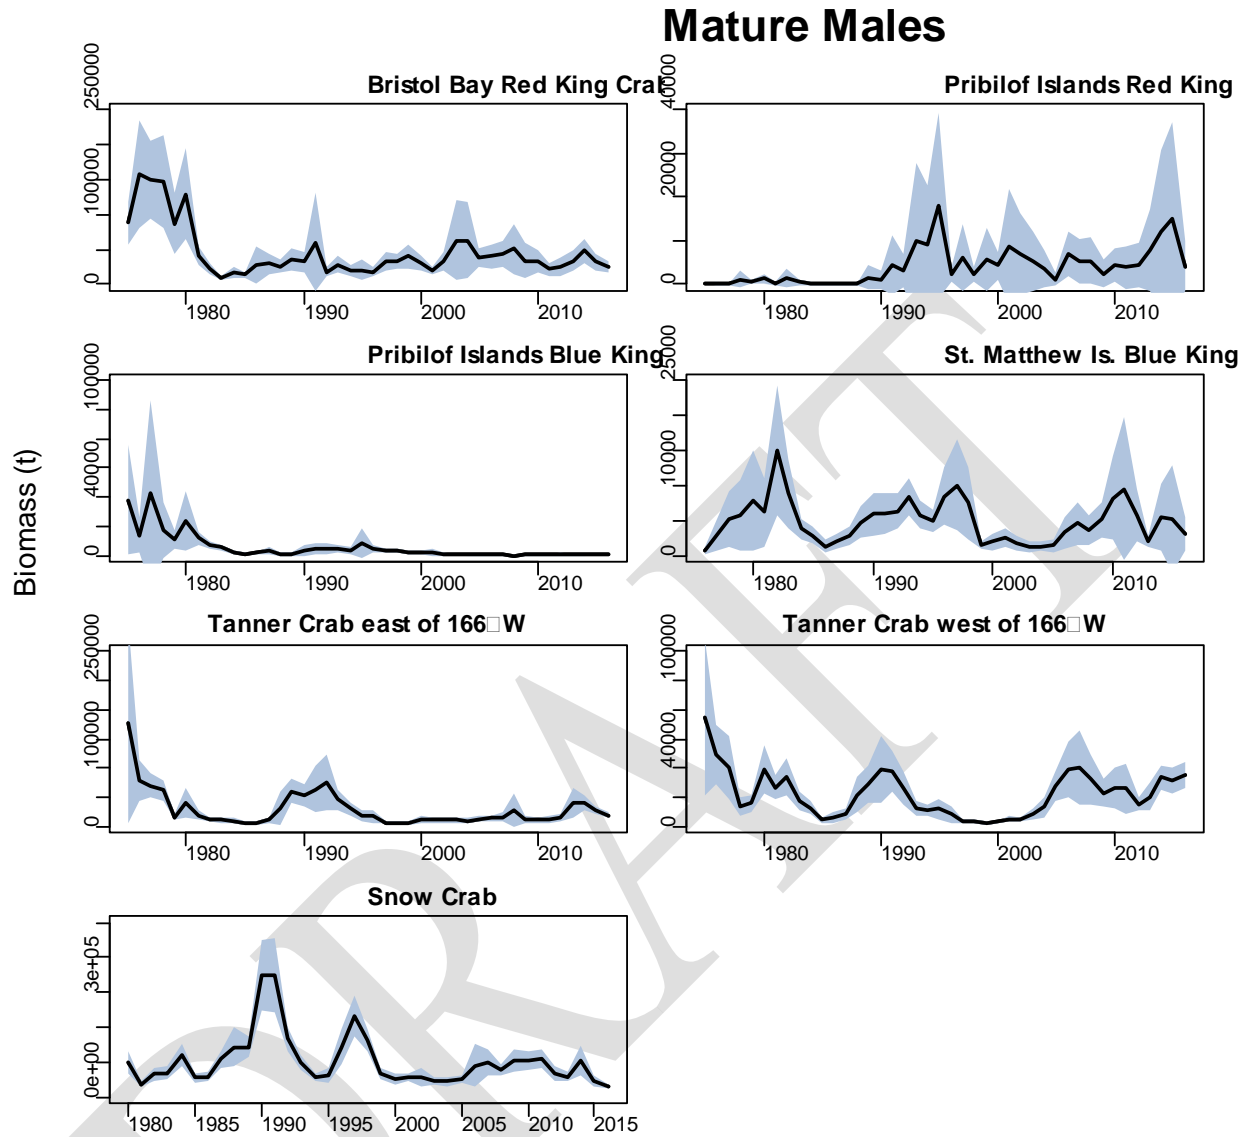 Mature Males
Bristol Bay Red King Crab
Pribilof Islands Red King
250000
100000
0
1980 1990 2000 2010
40000
20000
0
1980 1990 2000 2010
Pribilof Islands Blue King
St. Matthew Is. Blue King
100000
40000
0
1980 1990 2000 2010
25000
10000
0
1980 1990 2000 2010
Biomass (t)
Tanner Crab east of 166□W
Tanner Crab west of 166□W
250000
100000
0
1980 1990 2000 2010
100000
40000
0
1980 1990 2000 2010
Snow Crab
3e+05
0e+00
1980 1985 1990 1995 2000 2005 2010 2015
DRAFT